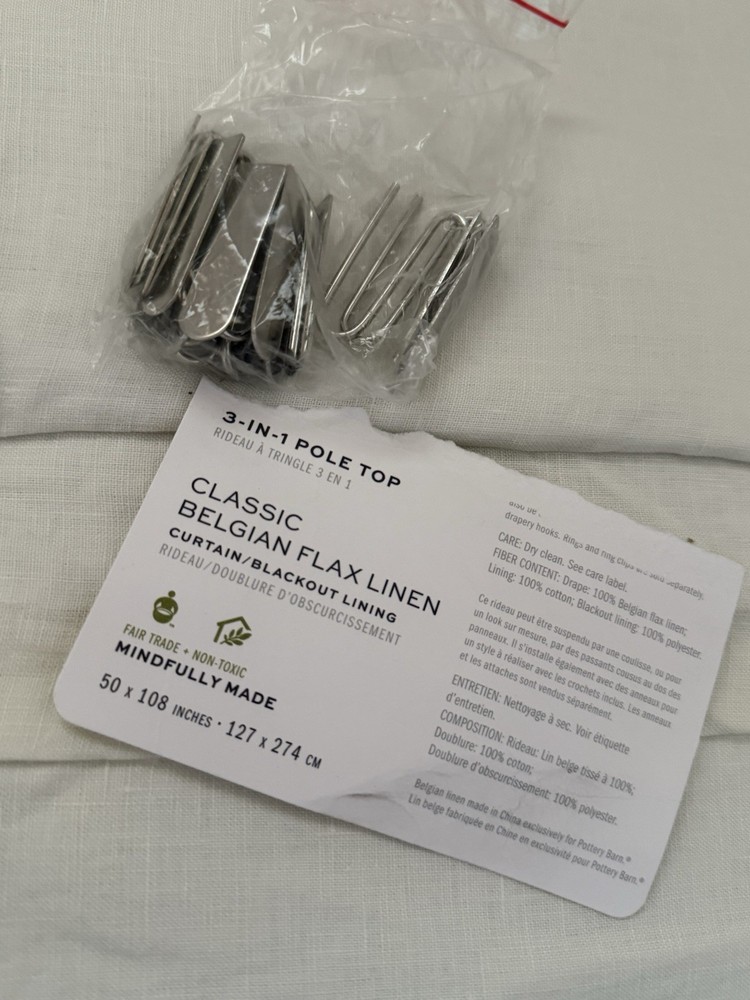 3-IN-1 POLE TOP
RIDEAU À TRINGLE 3 EN 1
CLASSIC
BELGIAN FLAX LINEN
CURTAIN/BLACKOUT LINING
RIDEAU/DOUBLURE D'OBSCURCISSEMENT
FAIR TRADE + NON-TOXIC
MINDFULLY MADE
50 x 108 INCHES · 127 x 274 CM
drapery hooks. Rings and ring clips are sold separately.
CARE: Dry clean. See care label.
FIBER CONTENT: Drape: 100% Belgian flax linen;
Lining: 100% cotton; Blackout lining: 100% polyester.
Ce rideau peut être suspendu par une coulisse, ou pour
un look sur mesure, par des passants cousus au dos des
panneaux. Il s'installe également avec des anneaux pour
un style à réaliser avec les crochets inclus. Les anneaux
et les attaches sont vendus séparément.
ENTRETIEN: Nettoyage à sec. Voir étiquette
d'entretien.
COMPOSITION: Rideau: Lin belge tissé à 100%;
Doublure: 100% coton;
Doublure d'obscurcissement: 100% polyester.
Belgian linen made in China exclusively for Pottery Barn.®
Lin belge fabriquée en Chine en exclusivité pour Pottery Barn.®